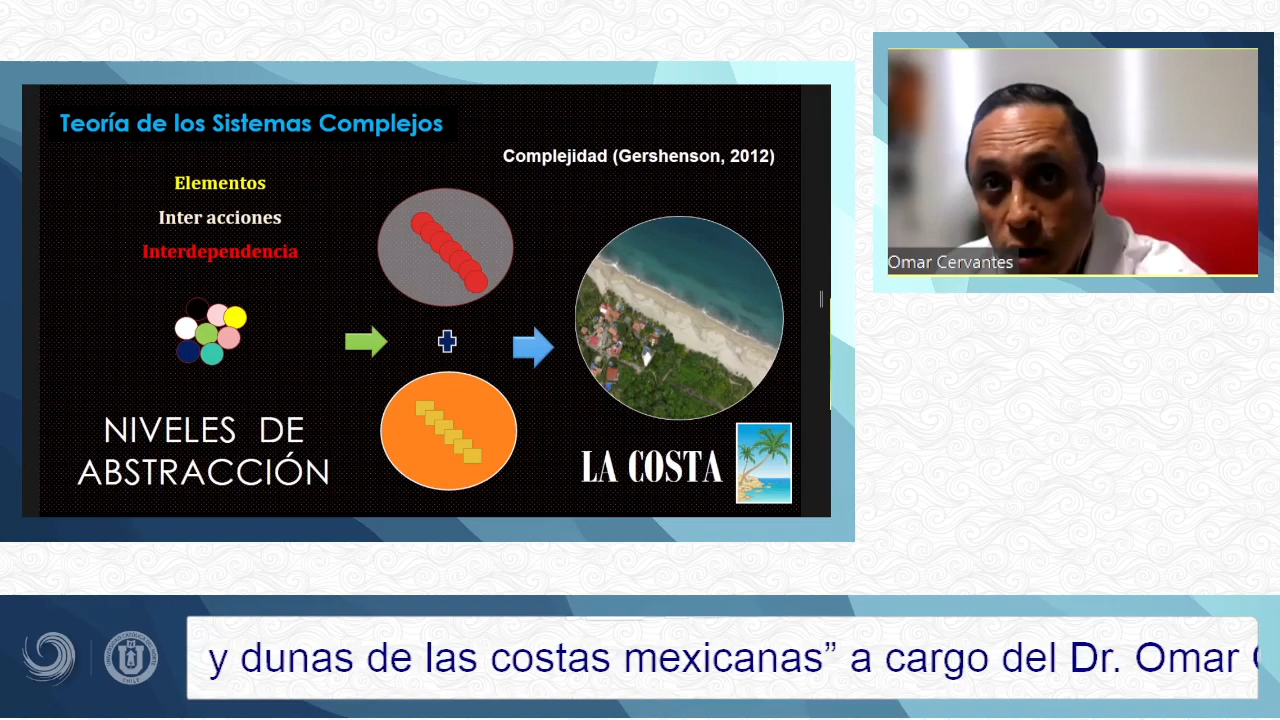 Teoría de los Sistemas Complejos
Complejidad (Gershenson, 2012)
Elementos
Inter acciones
Interdependencia
NIVELES DE
ABSTRACCIÓN
LA COSTA
Omar Cervantes
y dunas de las costas mexicanas” a cargo del Dr. Omar